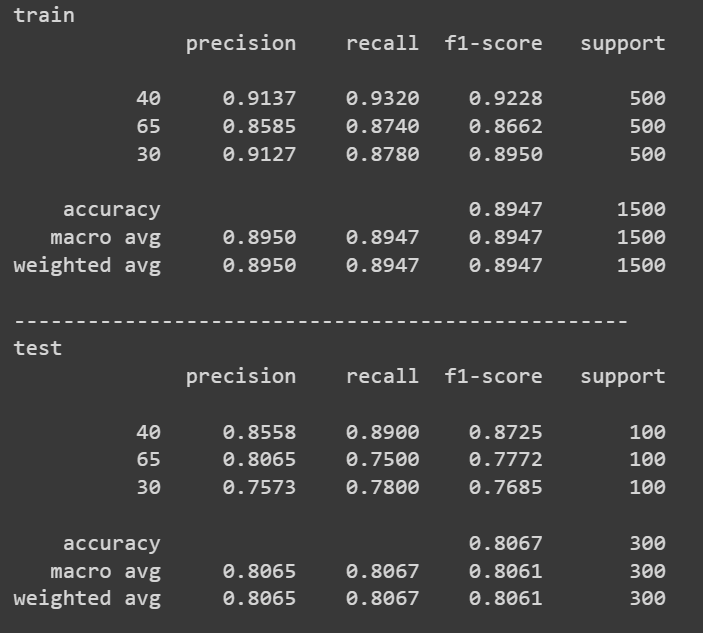 train
precision recall f1-score support
40 0.9137 0.9320 0.9228 500
65 0.8585 0.8740 0.8662 500
30 0.9127 0.8780 0.8950 500
accuracy 0.8947 1500
macro avg 0.8950 0.8947 0.8947 1500
weighted avg 0.8950 0.8947 0.8947 1500
--------------------------------------------------
test
precision recall f1-score support
40 0.8558 0.8900 0.8725 100
65 0.8065 0.7500 0.7772 100
30 0.7573 0.7800 0.7685 100
accuracy 0.8067 300
macro avg 0.8065 0.8067 0.8061 300
weighted avg 0.8065 0.8067 0.8061 300